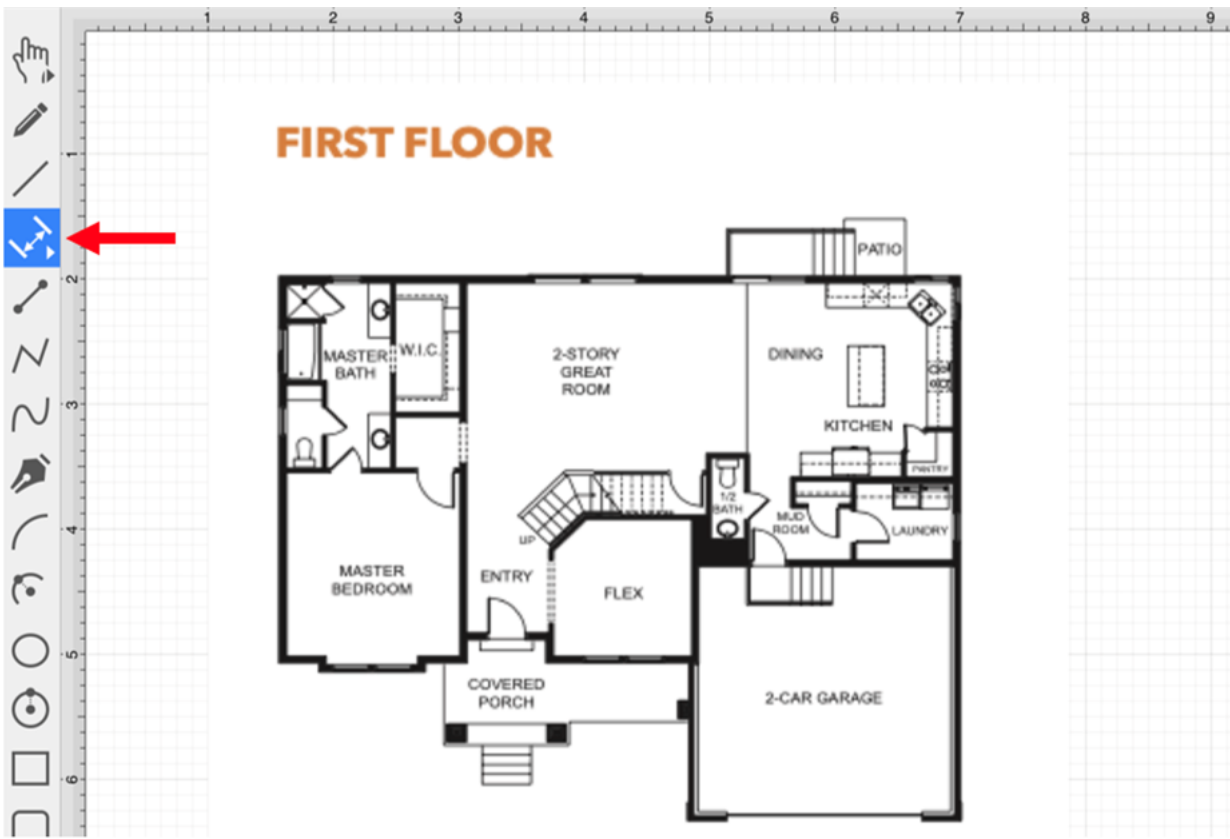 1 2 3 4 5 6 7 8 9
1
FIRST FLOOR
PATIO
2
MASTER
BATH
W.I.C.
2-STORY
GREAT
ROOM
DINING
3
KITCHEN
PANTRY
1/2
BATH
MUD
ROOM
LAUNDRY
4
UP
MASTER
BEDROOM
ENTRY
FLEX
5
COVERED
PORCH
2-CAR GARAGE
6